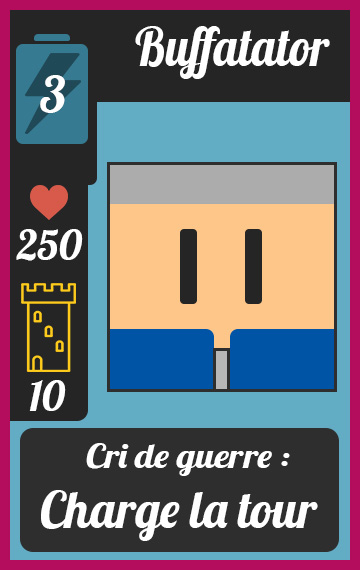 Buffatator
3
250
10
Cri de guerre :
Charge la tour